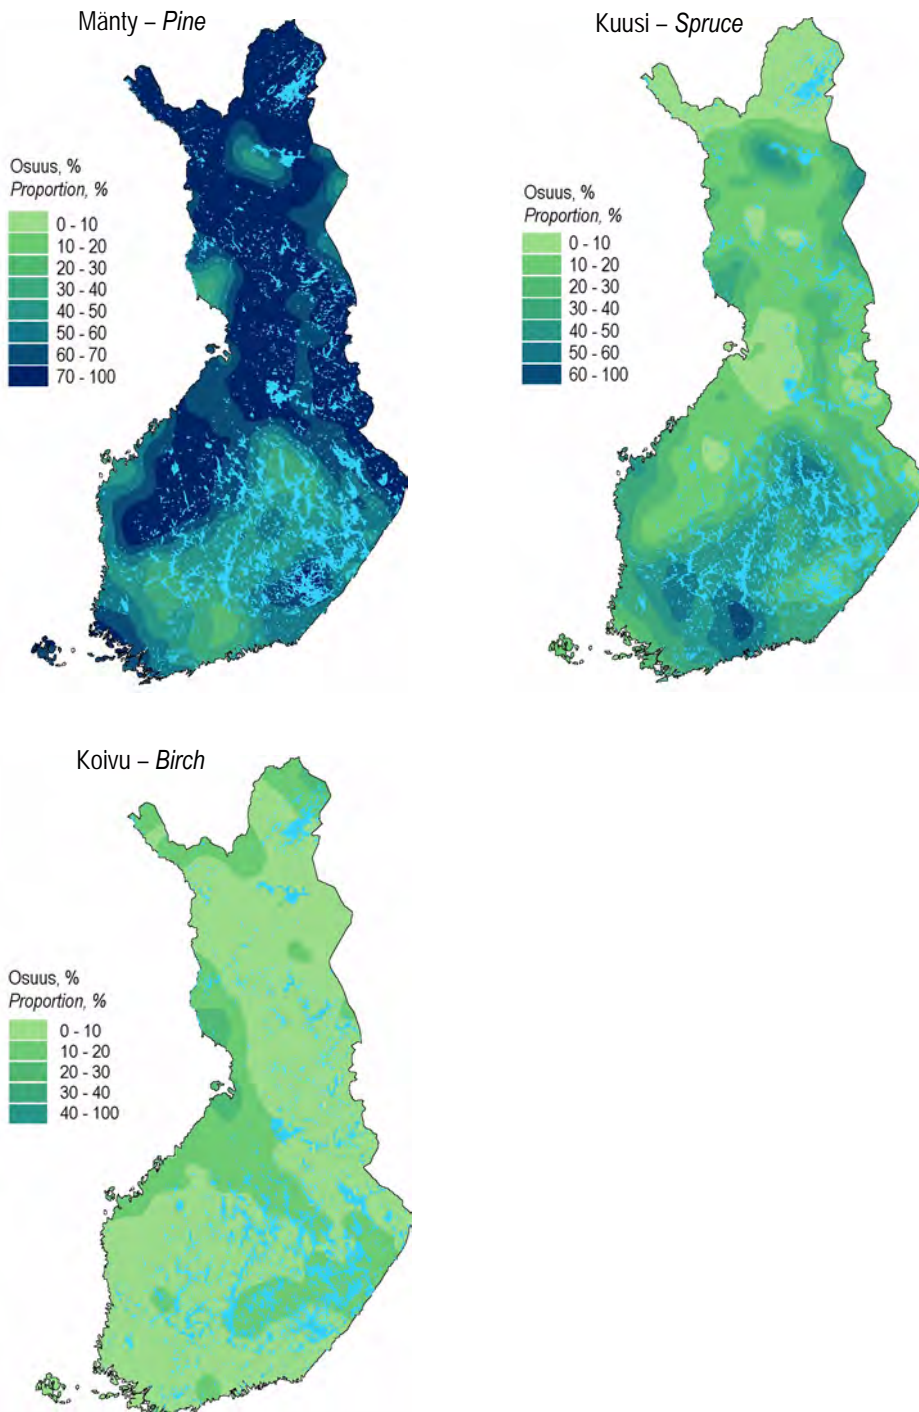 Mänty – Pine
Osuus, %
Proportion, %
0 - 10
10 - 20
20 - 30
30 - 40
40 - 50
50 - 60
60 - 70
70 - 100
Kuusi – Spruce
Osuus, %
Proportion, %
0 - 10
10 - 20
20 - 30
30 - 40
40 - 50
50 - 60
60 - 100
Koivu – Birch
Osuus, %
Proportion, %
0 - 10
10 - 20
20 - 30
30 - 40
40 - 100